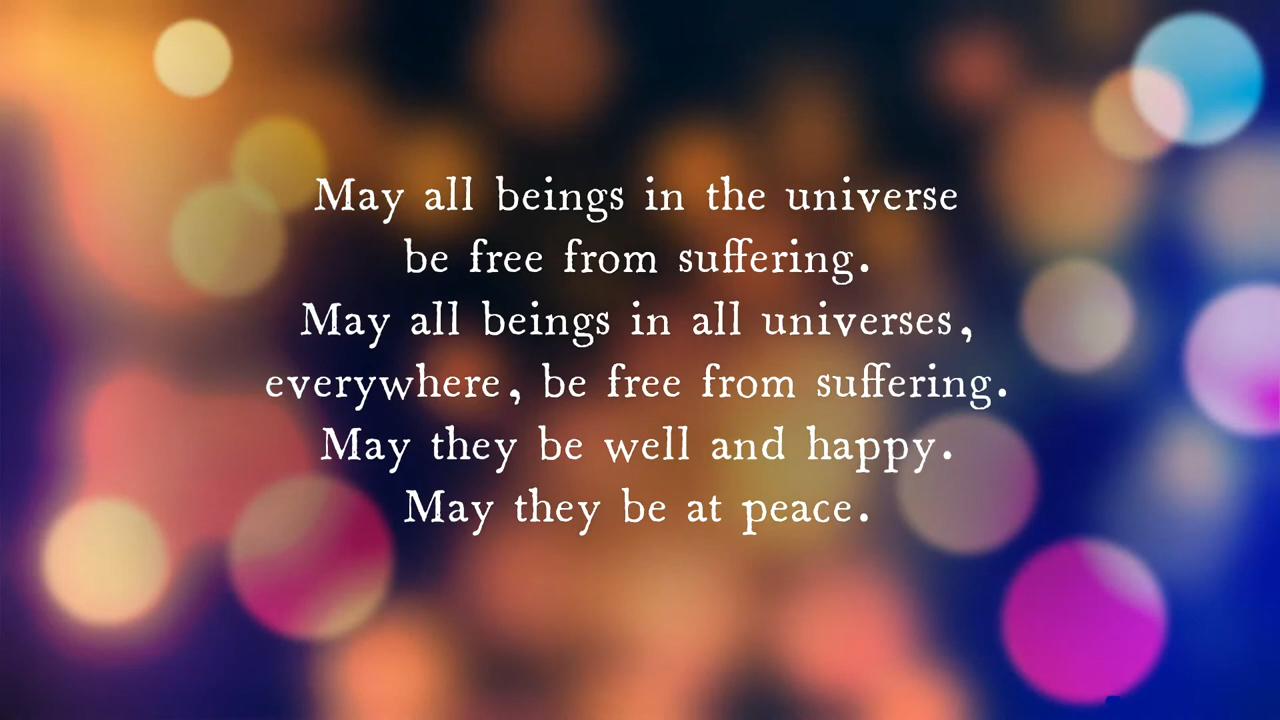 May all beings in the universe
be free from suffering.
May all beings in all universes,
everywhere, be free from suffering.
May they be well and happy.
May they be at peace.